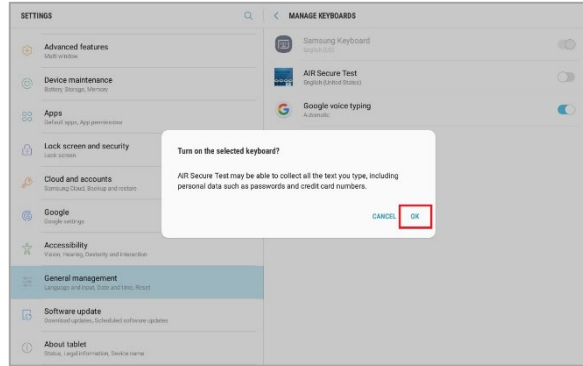 SETTINGS
Advanced features
Multi window
Device maintenance
Battery, Storage, Memory
Apps
Default apps, App permissions
Lock screen and security
Lock screen
Cloud and accounts
Samsung Cloud, Backup and restore
Google
Google settings
Accessibility
Vision, Hearing, Dexterity and interaction
General management
Language and input, Date and time, Reset
Software update
Download updates, Scheduled software updates
About tablet
Status, Legal information, Device name
MANAGE KEYBOARDS
Samsung Keyboard
English (US)
AIR Secure Test
English (United States)
Google voice typing
Automatic
Turn on the selected keyboard?
AIR Secure Test may be able to collect all the text you type, including
personal data such as passwords and credit card numbers.
CANCEL
OK